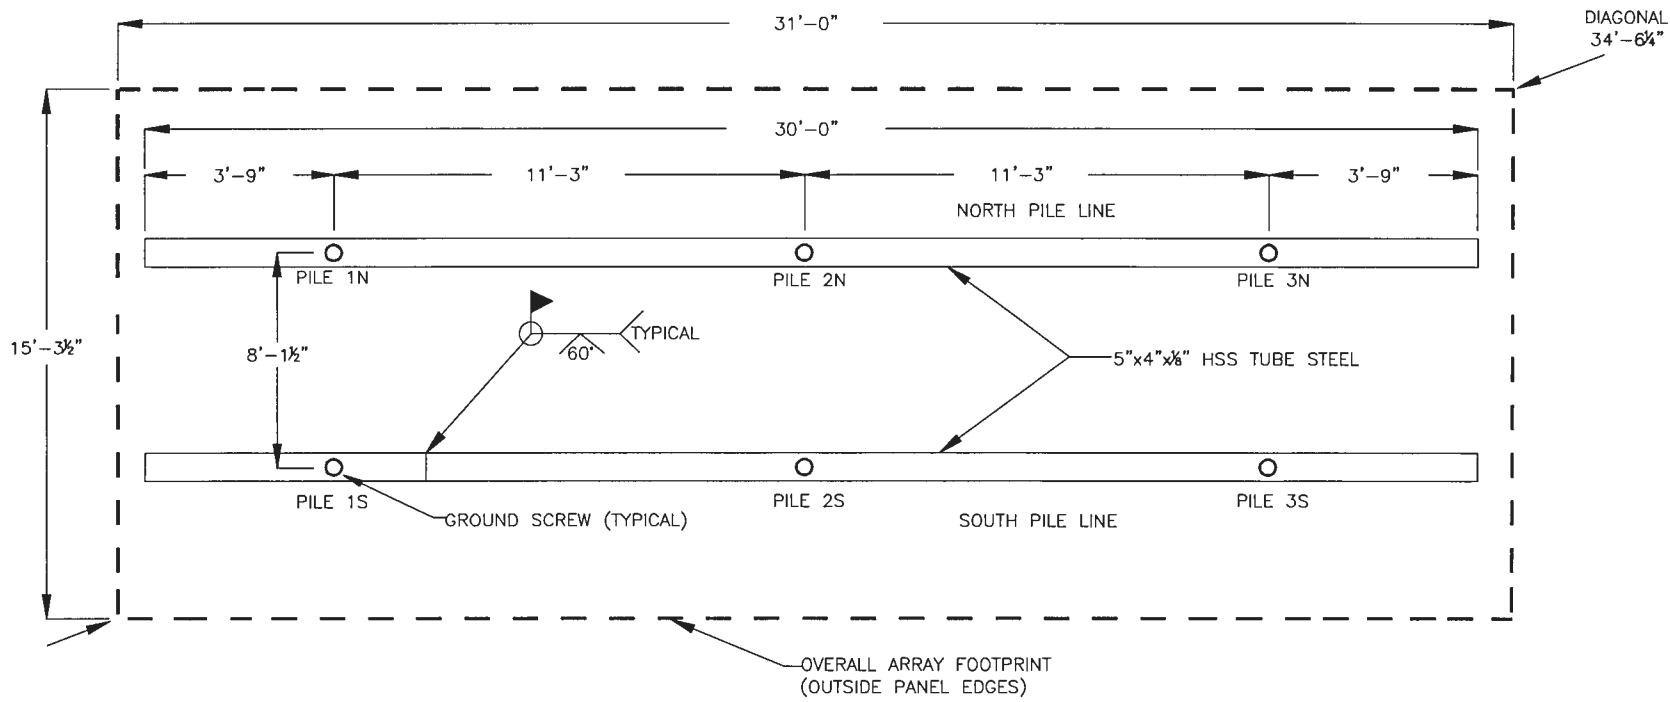 31'-0"
DIAGONAL
34'-6¼"
30'-0"
3'-9"
11'-3"
11'-3"
3'-9"
NORTH PILE LINE
PILE 1N
PILE 2N
PILE 3N
15'-3½"
8'-1½"
TYPICAL
60°
5"x4"x⅛" HSS TUBE STEEL
PILE 1S
PILE 2S
PILE 3S
GROUND SCREW (TYPICAL)
SOUTH PILE LINE
OVERALL ARRAY FOOTPRINT
(OUTSIDE PANEL EDGES)